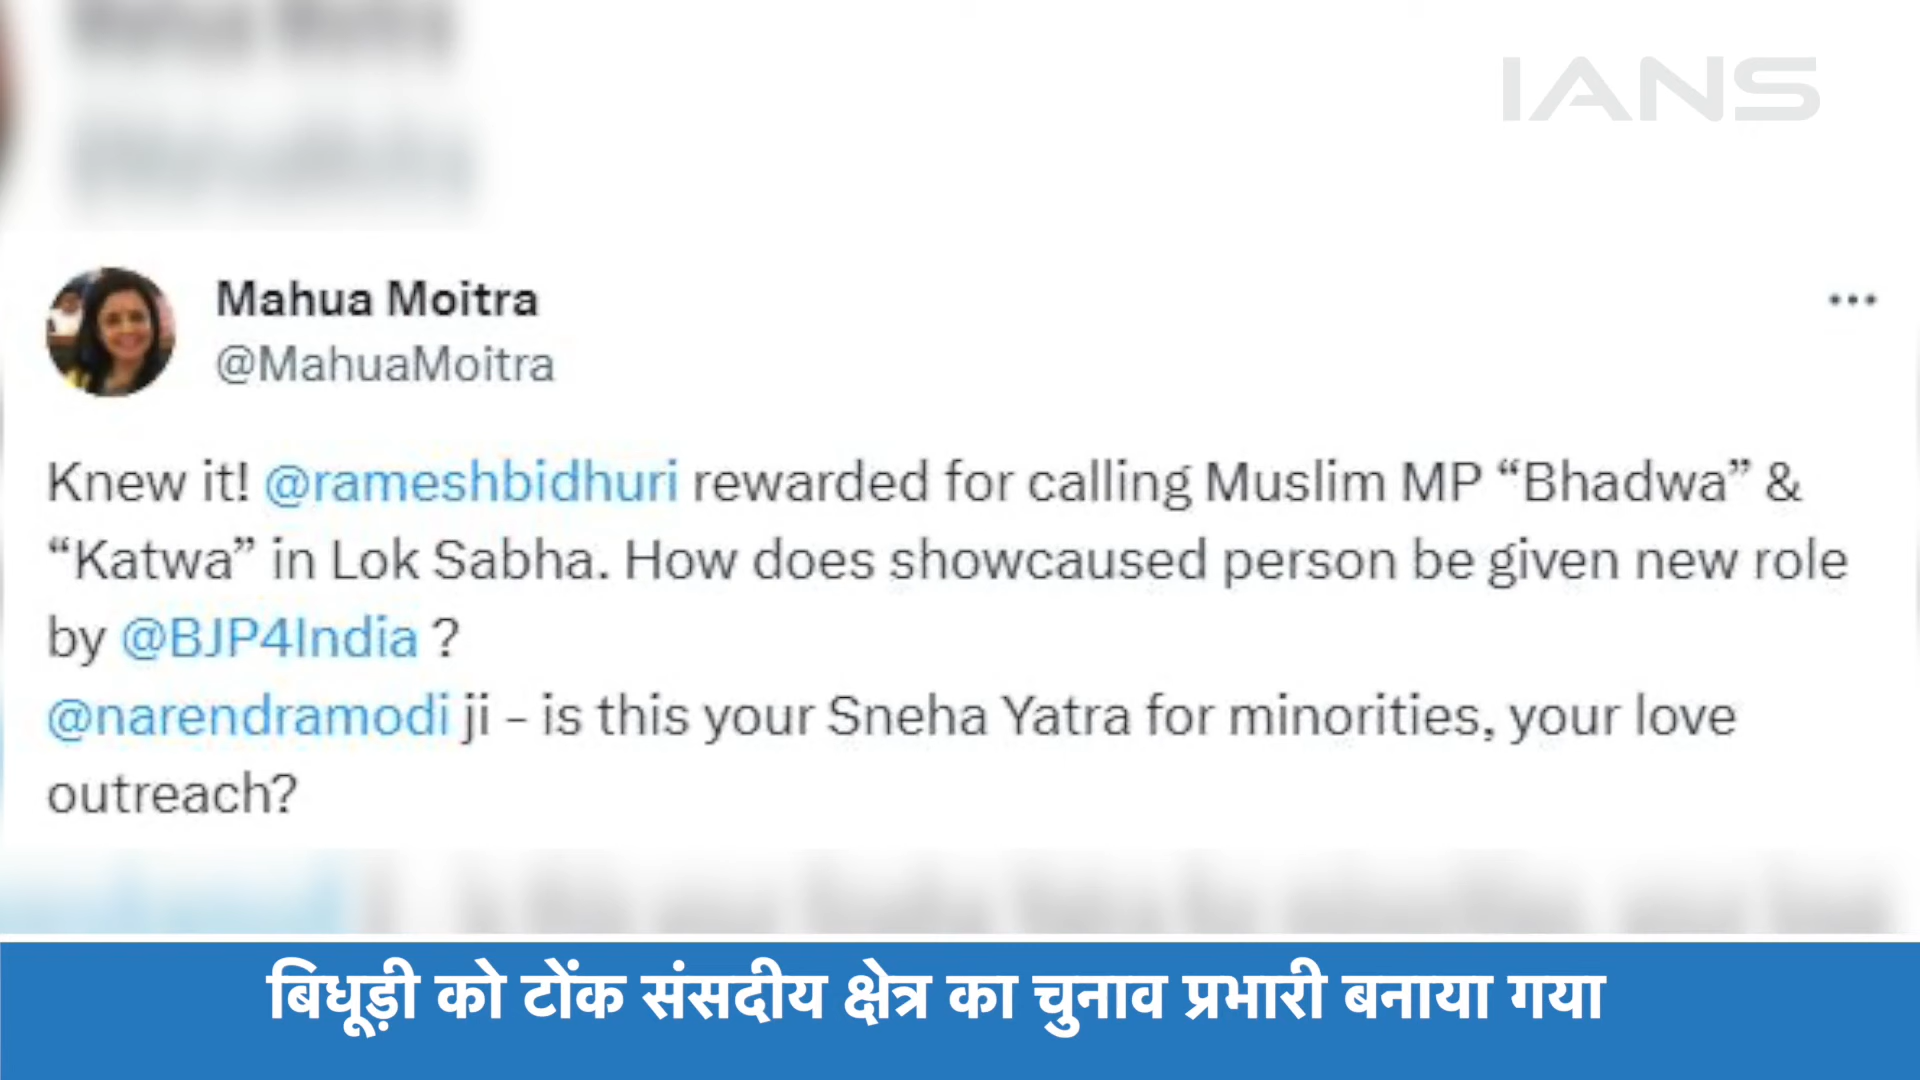 IANS
Mahua Moitra
@MahuaMoitra
Knew it! @rameshbidhuri rewarded for calling Muslim MP “Bhadwa” &
“Katwa” in Lok Sabha. How does showcaused person be given new role
by @BJP4India ?
@narendramodi ji – is this your Sneha Yatra for minorities, your love
outreach?
बिधूड़ी को टोंक संसदीय क्षेत्र का चुनाव प्रभारी बनाया गया